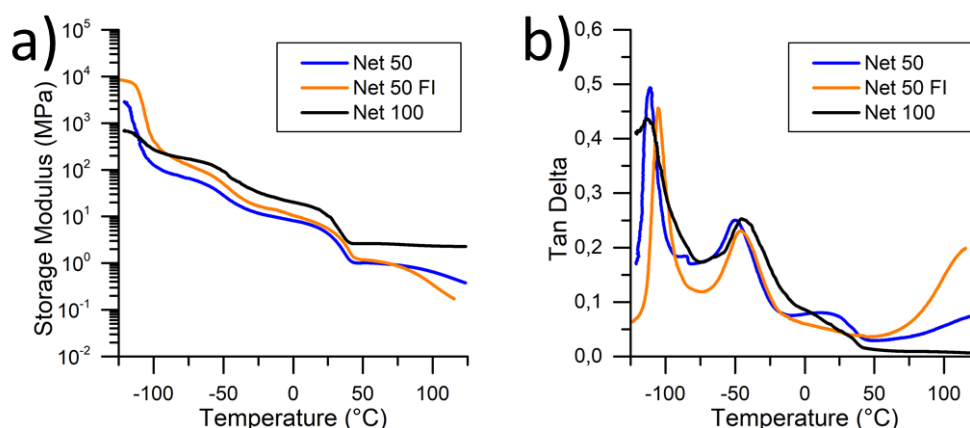 a)
Storage Modulus (MPa)
10^5
10^4
10^3
10^2
10^1
10^0
10^-1
10^-2
Net 50
Net 50 FI
Net 100
-100 -50 0 50 100
Temperature (°C)
b)
Tan Delta
0,6
0,5
0,4
0,3
0,2
0,1
0,0
Net 50
Net 50 FI
Net 100
-100 -50 0 50 100
Temperature (°C)